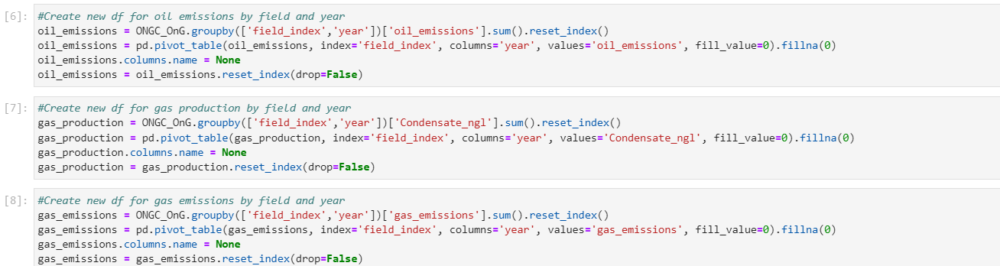 [6]: #Create new df for oil emissions by field and year
oil_emissions = ONGC_OnG.groupby(['field_index','year'])['oil_emissions'].sum().reset_index()
oil_emissions = pd.pivot_table(oil_emissions, index='field_index', columns='year', values='oil_emissions', fill_value=0).fillna(0)
oil_emissions.columns.name = None
oil_emissions = oil_emissions.reset_index(drop=False)
[7]: #Create new df for gas production by field and year
gas_production = ONGC_OnG.groupby(['field_index','year'])['Condensate_ngl'].sum().reset_index()
gas_production = pd.pivot_table(gas_production, index='field_index', columns='year', values='Condensate_ngl', fill_value=0).fillna(0)
gas_production.columns.name = None
gas_production = gas_production.reset_index(drop=False)
[8]: #Create new df for gas emissions by field and year
gas_emissions = ONGC_OnG.groupby(['field_index','year'])['gas_emissions'].sum().reset_index()
gas_emissions = pd.pivot_table(gas_emissions, index='field_index', columns='year', values='gas_emissions', fill_value=0).fillna(0)
gas_emissions.columns.name = None
gas_emissions = gas_emissions.reset_index(drop=False)